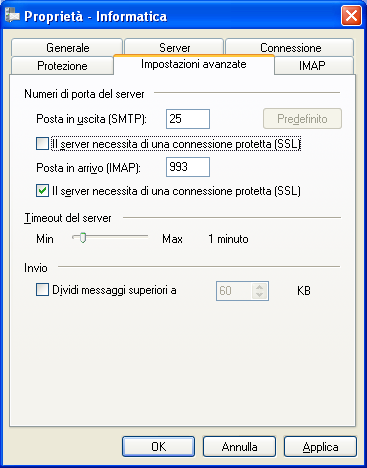 Proprietà - Informatica
Generale Server Connessione
Protezione Impostazioni avanzate IMAP
Numeri di porta del server
Posta in uscita (SMTP): 25 Predefinito
Il server necessita di una connessione protetta (SSL)
Posta in arrivo (IMAP): 993
Il server necessita di una connessione protetta (SSL)
Timeout del server
Min Max 1 minuto
Invio
Dividi messaggi superiori a 60 KB
OK Annulla Applica